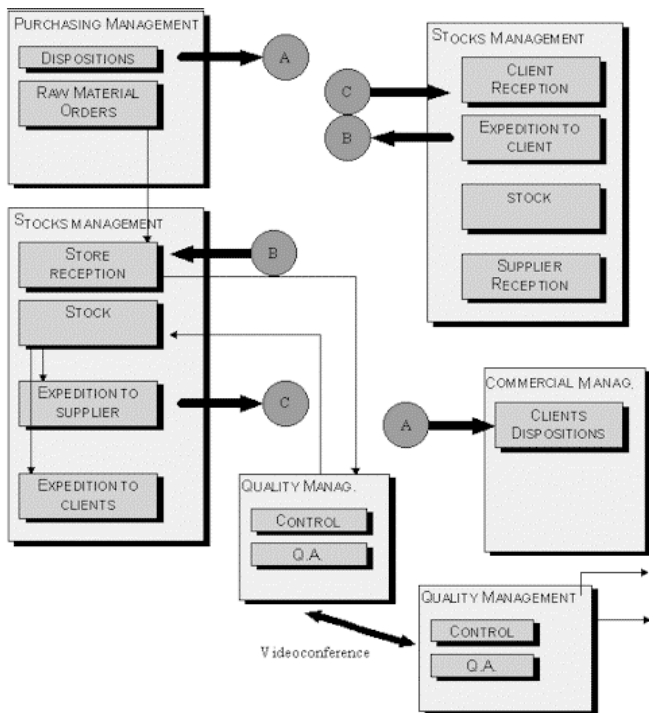 PURCHASING MANAGEMENT
DISPOSITIONS
RAW MATERIAL
ORDERS
A
STOCKS MANAGEMENT
CLIENT
RECEPTION
EXPEDITION TO
CLIENT
STOCK
SUPPLIER
RECEPTION
C
B
STOCKS MANAGEMENT
STORE
RECEPTION
STOCK
EXPEDITION TO
SUPPLIER
EXPEDITION TO
CLIENTS
B
C
COMMERCIAL MANAG.
CLIENTS
DISPOSITIONS
A
QUALITY MANAG.
CONTROL
Q.A.
QUALITY MANAGEMENT
CONTROL
Q.A.
Videoconference